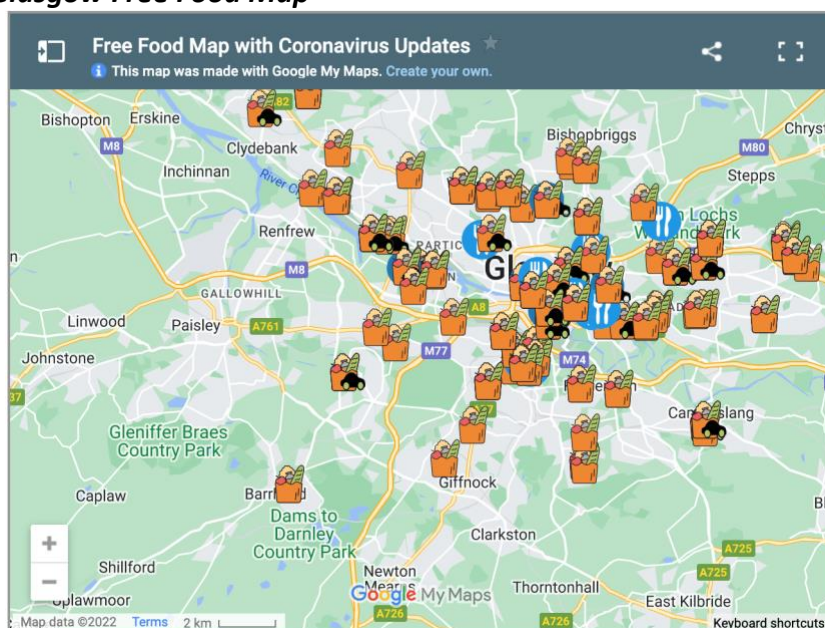 Glasgow Free Food Map
Free Food Map with Coronavirus Updates
This map was made with Google My Maps. Create your own.
82
Bishopton
Erskine
M8
Clydebank
Bishopbriggs
M80
Inchinnan
Stepps
River
Renfrew
PARTIC
M8
GALLOWHILL
A8
Linwood
Paisley
A761
M77
M74
Johnstone
Gleniffer Braes
Country Park
Giffnock
Caplaw
Dams to
Darnley
Country Park
Clarkston
A725
Shillford
A725
Newton
Thorntonhall
Google My Maps
East Kilbride
A726
A726
Map data ©2022
Terms
2 km
Keyboard shortcuts